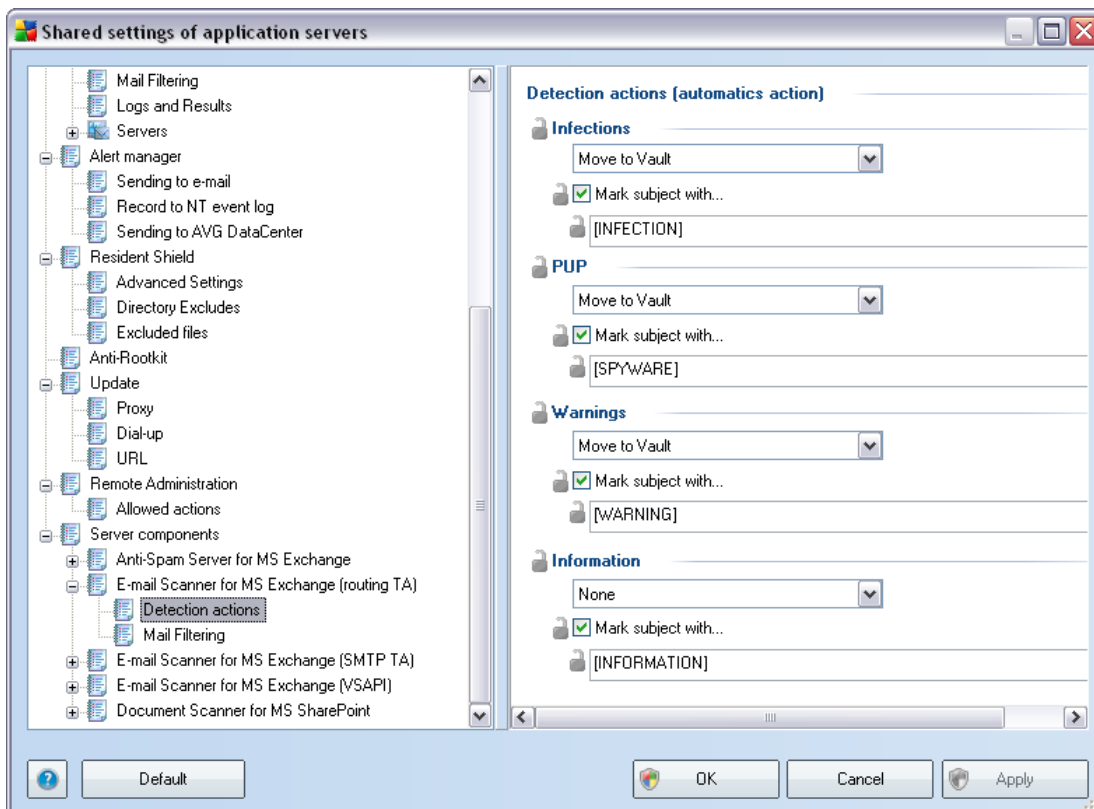 Shared settings of application servers
Mail Filtering
Logs and Results
Servers
Alert manager
Sending to e-mail
Record to NT event log
Sending to AVG DataCenter
Resident Shield
Advanced Settings
Directory Excludes
Excluded files
Anti-Rootkit
Update
Proxy
Dial-up
URL
Remote Administration
Allowed actions
Server components
Anti-Spam Server for MS Exchange
E-mail Scanner for MS Exchange (routing TA)
Detection actions
Mail Filtering
E-mail Scanner for MS Exchange (SMTP TA)
E-mail Scanner for MS Exchange (VSAPI)
Document Scanner for MS SharePoint
Detection actions (automatics action)
Infections
Move to Vault
Mark subject with...
[INFECTION]
PUP
Move to Vault
Mark subject with...
[SPYWARE]
Warnings
Move to Vault
Mark subject with...
[WARNING]
Information
None
Mark subject with...
[INFORMATION]
Default
OK
Cancel
Apply